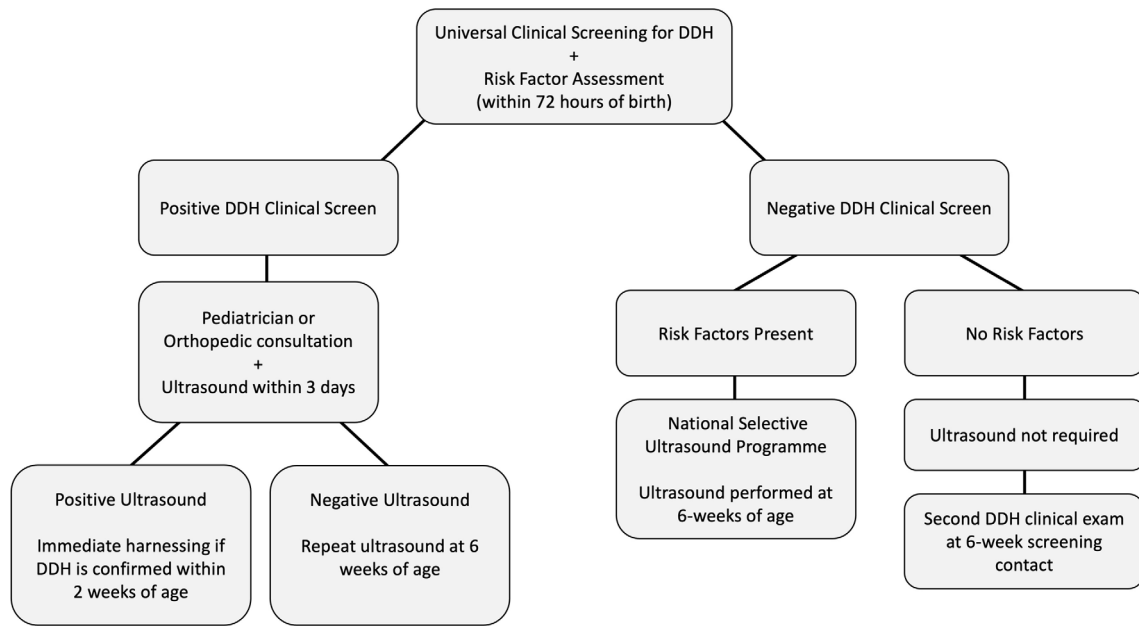 Universal Clinical Screening for DDH
+
Risk Factor Assessment
(within 72 hours of birth)
Positive DDH Clinical Screen
Negative DDH Clinical Screen
Pediatrician or
Orthopedic consultation
+
Ultrasound within 3 days
Risk Factors Present
No Risk Factors
National Selective
Ultrasound Programme
Ultrasound performed at
6-weeks of age
Ultrasound not required
Positive Ultrasound
Immediate harnessing if
DDH is confirmed within
2 weeks of age
Negative Ultrasound
Repeat ultrasound at 6
weeks of age
Second DDH clinical exam
at 6-week screening
contact